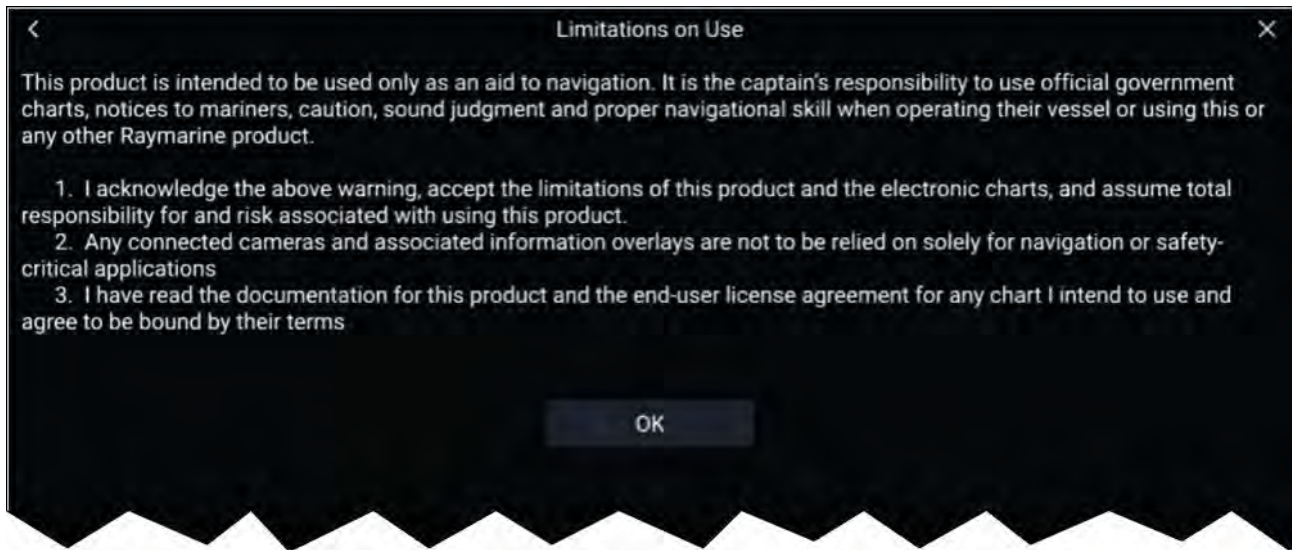 Limitations on Use
This product is intended to be used only as an aid to navigation. It is the captain's responsibility to use official government
charts, notices to mariners, caution, sound judgment and proper navigational skill when operating their vessel or using this or
any other Raymarine product.
1. I acknowledge the above warning, accept the limitations of this product and the electronic charts, and assume total
responsibility for and risk associated with using this product.
2. Any connected cameras and associated information overlays are not to be relied on solely for navigation or safety-
critical applications
3. I have read the documentation for this product and the end-user license agreement for any chart I intend to use and
agree to be bound by their terms
OK